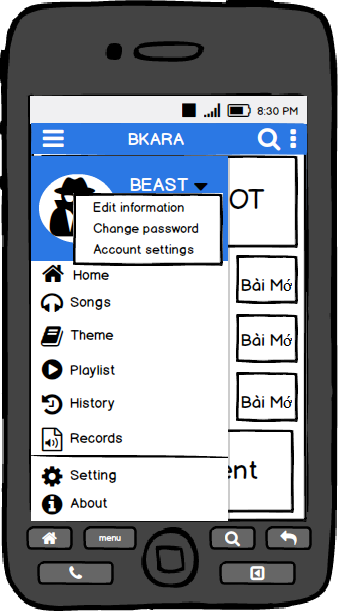 8:30 PM
BKARA
BEAST
OT
Edit information
Change password
Account settings
Home
Bài Mớ
Songs
Theme
Bài Mớ
Playlist
History
Bài Mớ
Records
ent
Setting
About
menu